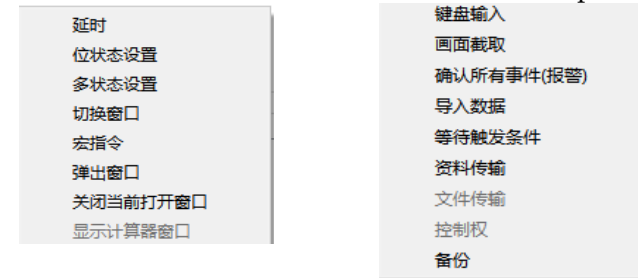 延时
位状态设置
多状态设置
切换窗口
宏指令
弹出窗口
关闭当前打开窗口
显示计算器窗口
键盘输入
画面截取
确认所有事件(报警)
导入数据
等待触发条件
资料传输
文件传输
控制权
备份